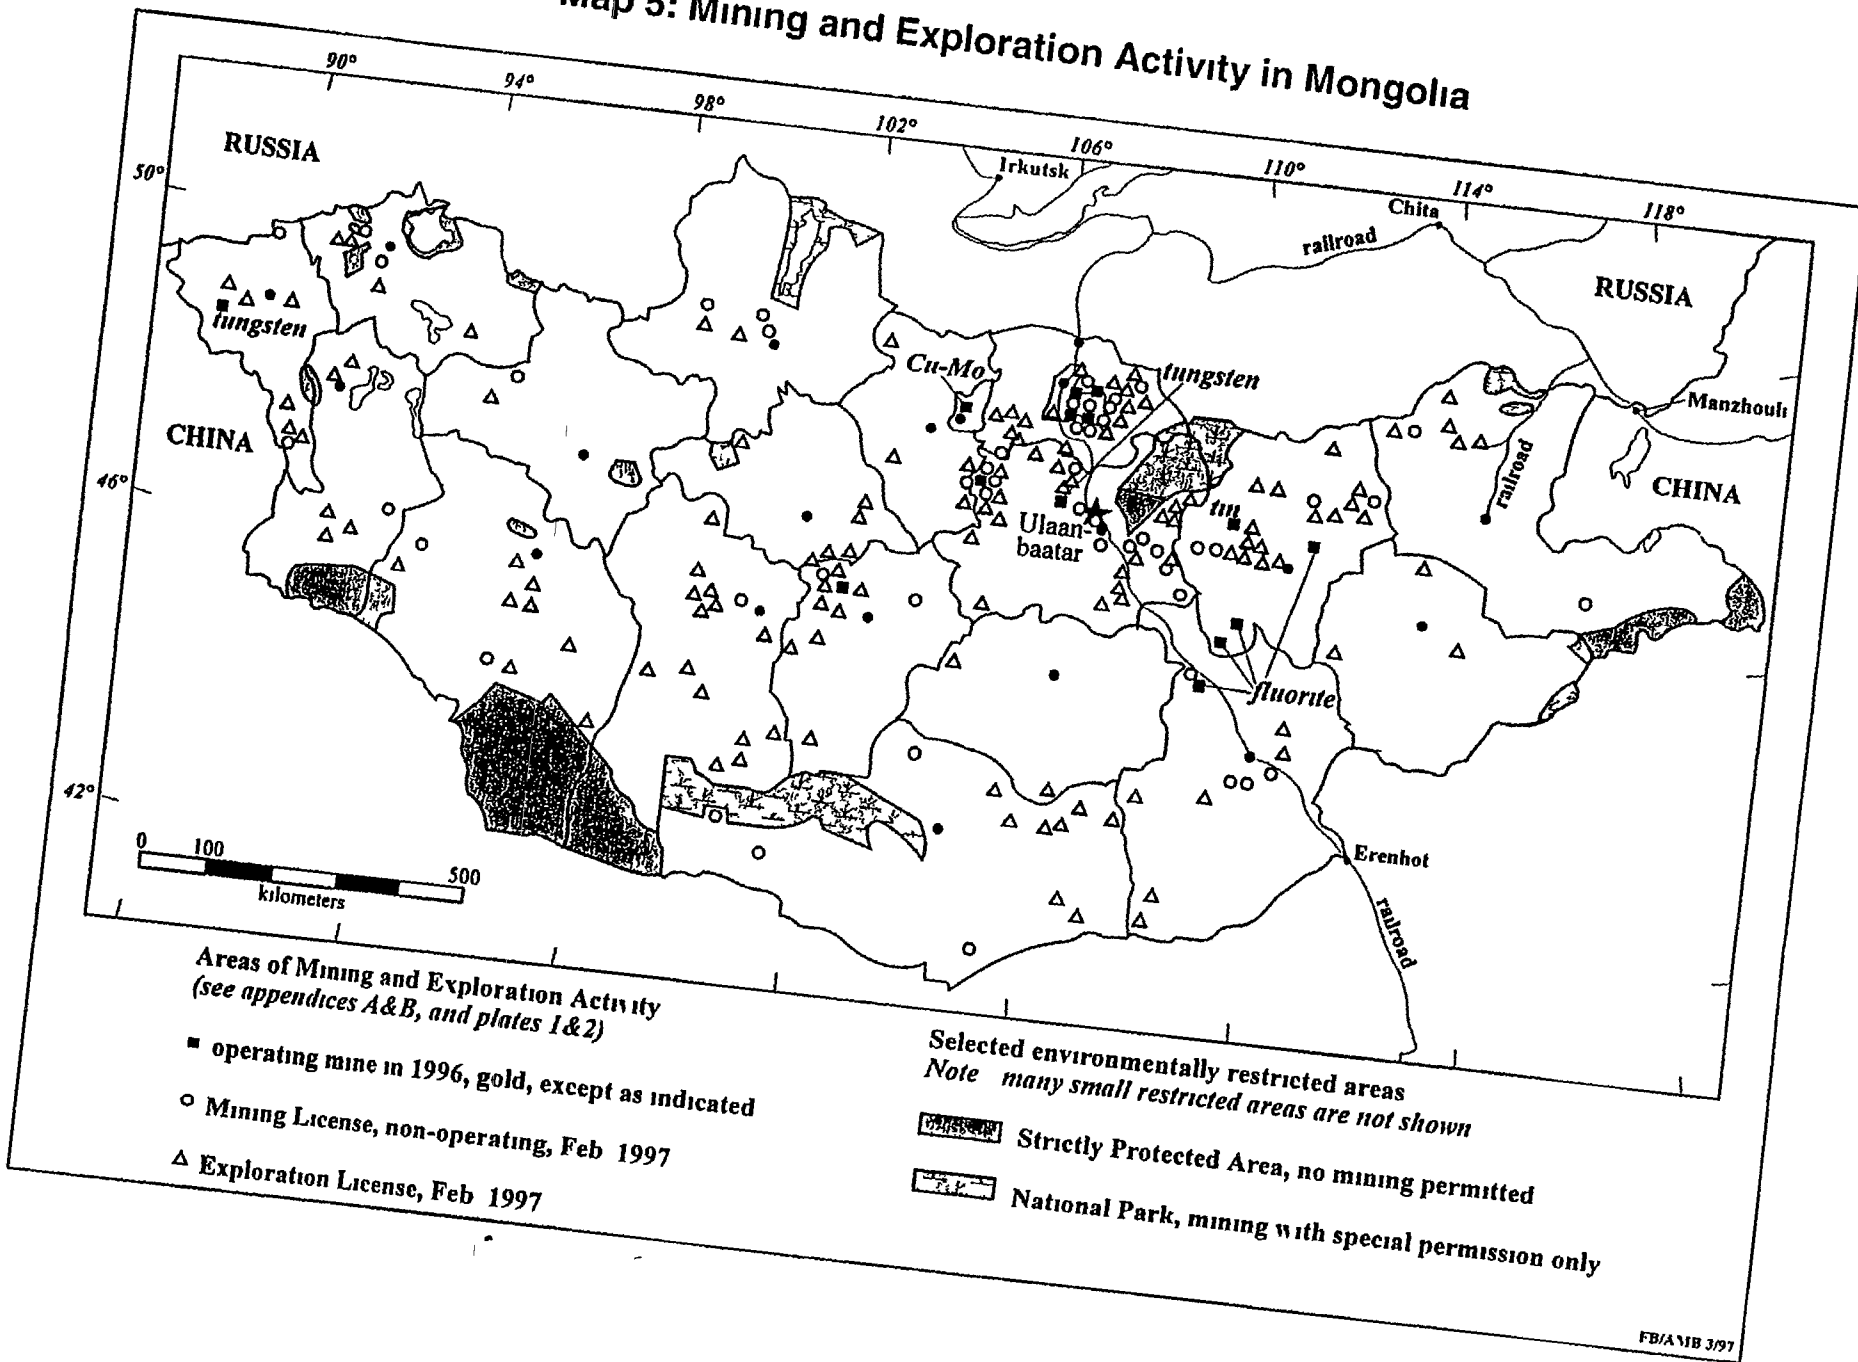 Map 5: Mining and Exploration Activity in Mongolia
90°
94°
98°
102°
106°
110°
114°
118°
50°
46°
42°
RUSSIA
Irkutsk
Chita
railroad
RUSSIA
tungsten
Cu-Mo
tungsten
Manzhouli
CHINA
railroad
CHINA
tin
Ulaan-
baatar
fluorite
Erenhot
railroad
0 100 500
kilometers
Areas of Mining and Exploration Activity
(see appendices A&B, and plates 1&2)
operating mine in 1996, gold, except as indicated
Mining License, non-operating, Feb 1997
Exploration License, Feb 1997
Selected environmentally restricted areas
Note many small restricted areas are not shown
Strictly Protected Area, no mining permitted
National Park, mining with special permission only
FB/AMB 3/97